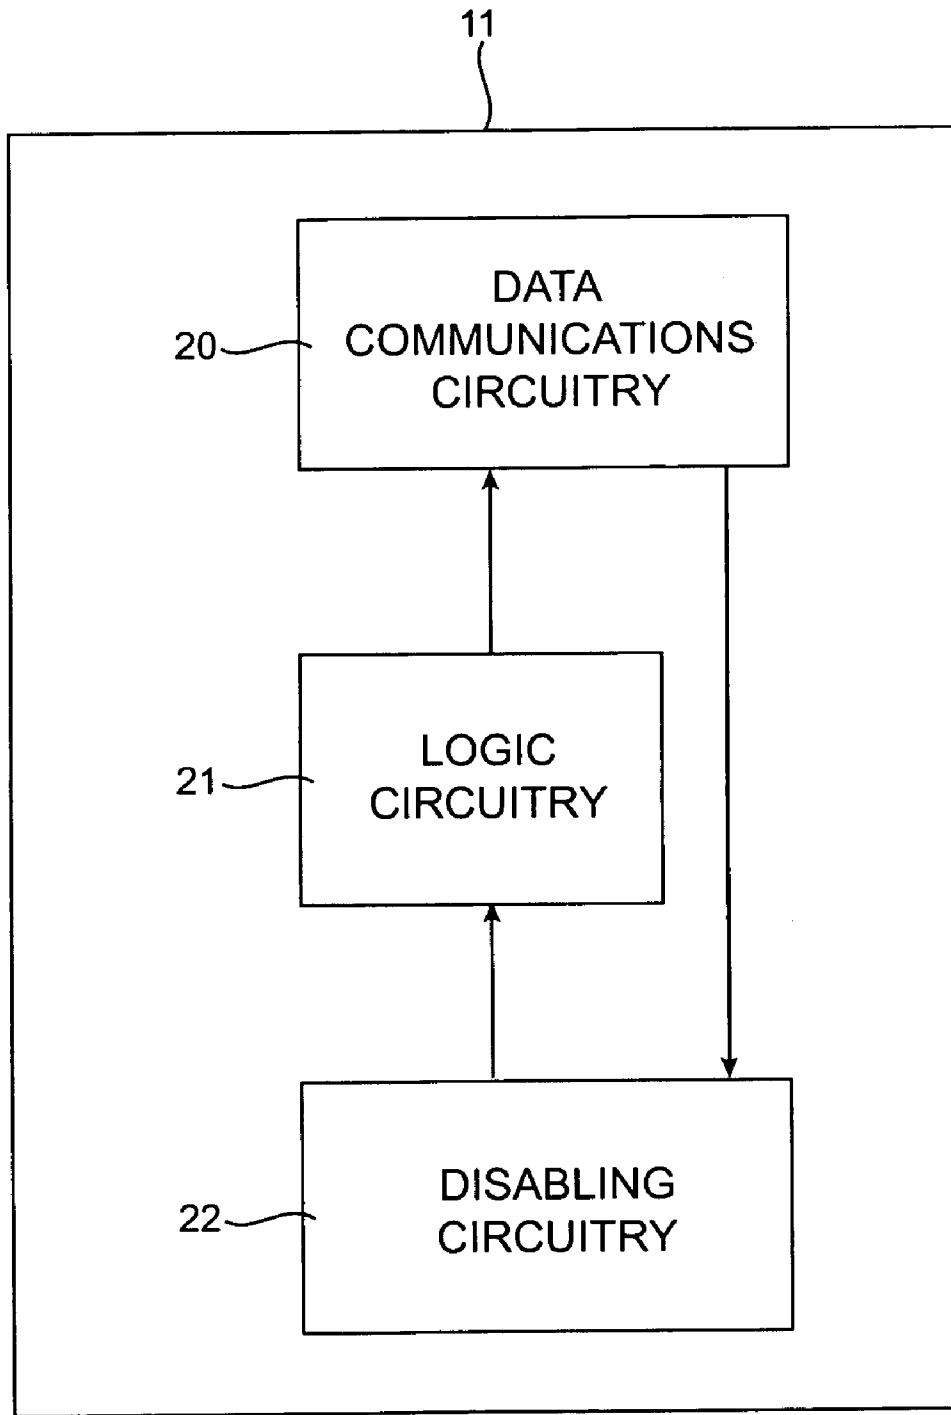 11
20
DATA
COMMUNICATIONS
CIRCUITRY
21
LOGIC
CIRCUITRY
22
DISABLING
CIRCUITRY